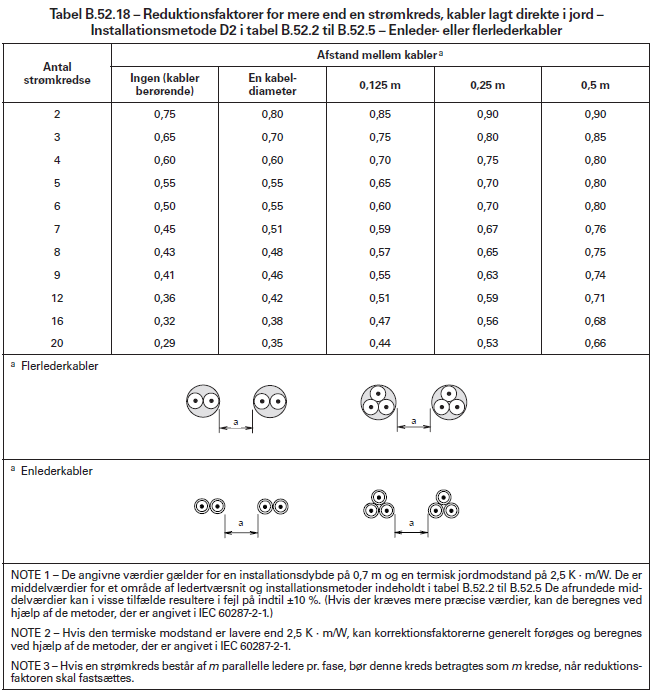 Tabel B.52.18 – Reduktionsfaktorer for mere end en strømkreds, kabler lagt direkte i jord –
Installationsmetode D2 i tabel B.52.2 til B.52.5 – Enleder- eller flerlederkabler
Antal strømkredse
Afstand mellem kabler a
Ingen (kabler berørende) En kabel-diameter 0,125 m 0,25 m 0,5 m
2 0,75 0,80 0,85 0,90 0,90
3 0,65 0,70 0,75 0,80 0,85
4 0,60 0,60 0,70 0,75 0,80
5 0,55 0,55 0,65 0,70 0,80
6 0,50 0,55 0,60 0,70 0,80
7 0,45 0,51 0,59 0,67 0,76
8 0,43 0,48 0,57 0,65 0,75
9 0,41 0,46 0,55 0,63 0,74
12 0,36 0,42 0,51 0,59 0,71
16 0,32 0,38 0,47 0,56 0,68
20 0,29 0,35 0,44 0,53 0,66
a Flerlederkabler
a a
a Enlederkabler
a a
NOTE 1 – De angivne værdier gælder for en installationsdybde på 0,7 m og en termisk jordmodstand på 2,5 K · m/W. De er
middelværdier for et område af ledertværsnit og installationsmetoder indeholdt i tabel B.52.2 til B.52.5 De afrundede mid-
delværdier kan i visse tilfælde resultere i fejl på indtil ±10 %. (Hvis der kræves mere præcise værdier, kan de beregnes ved
hjælp af de metoder, der er angivet i IEC 60287-2-1.)
NOTE 2 – Hvis den termiske modstand er lavere end 2,5 K · m/W, kan korrektionsfaktorerne generelt forøges og beregnes
ved hjælp af de metoder, der er angivet i IEC 60287-2-1.
NOTE 3 – Hvis en strømkreds består af m parallelle ledere pr. fase, bør denne kreds betragtes som m kredse, når reduktions-
faktoren skal fastsættes.